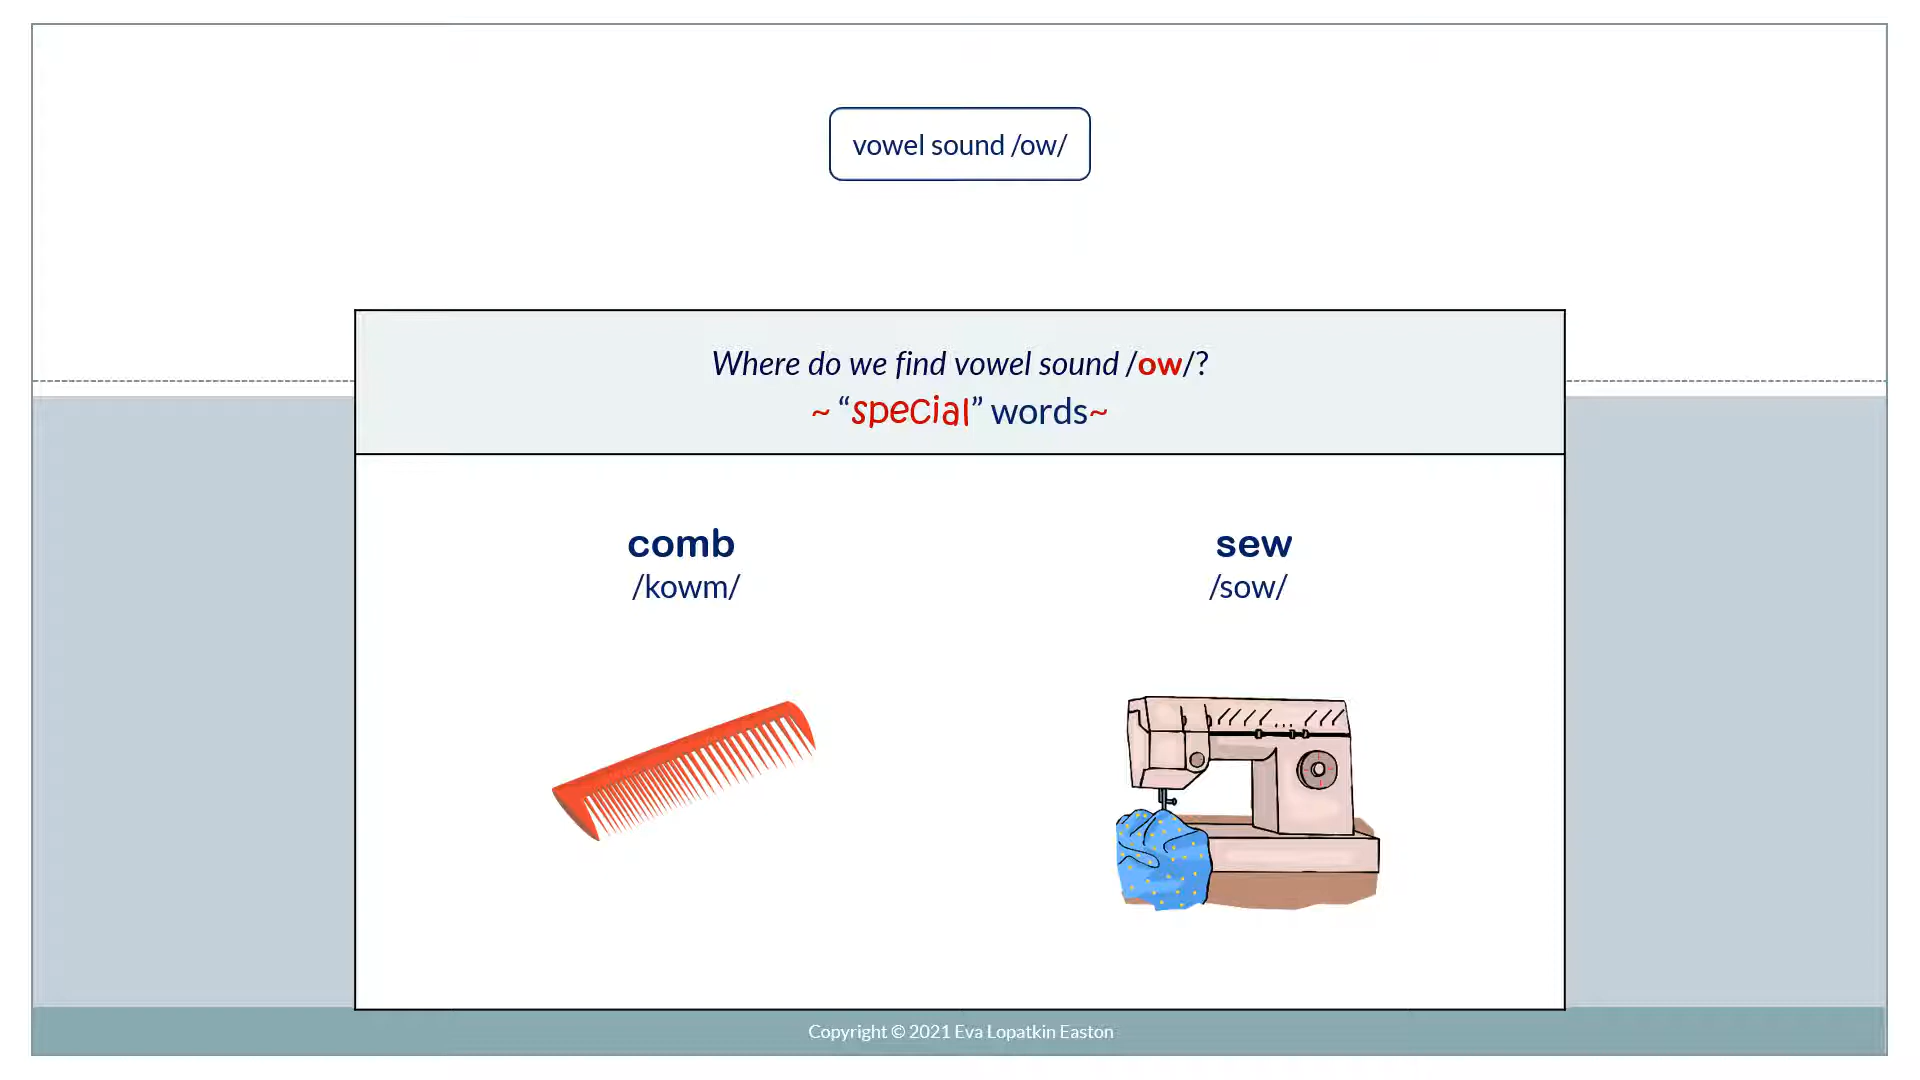 vowel sound /ow/
Where do we find vowel sound /ow/?
~ “special” words~
comb
/kowm/
sew
/sow/
Copyright © 2021 Eva Lopatkin Easton